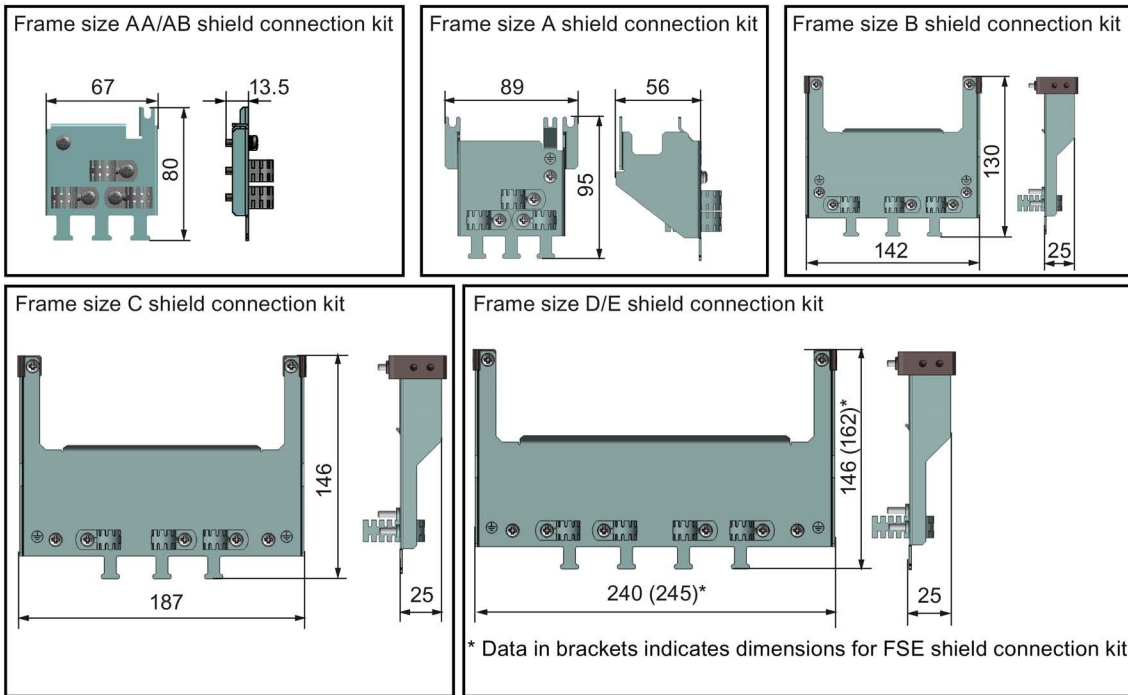 Frame size AA/AB shield connection kit
67
13.5
80
Frame size A shield connection kit
89
56
95
Frame size B shield connection kit
130
142
25
Frame size C shield connection kit
146
187
25
Frame size D/E shield connection kit
146 (162)*
240 (245)*
25
* Data in brackets indicates dimensions for FSE shield connection kit